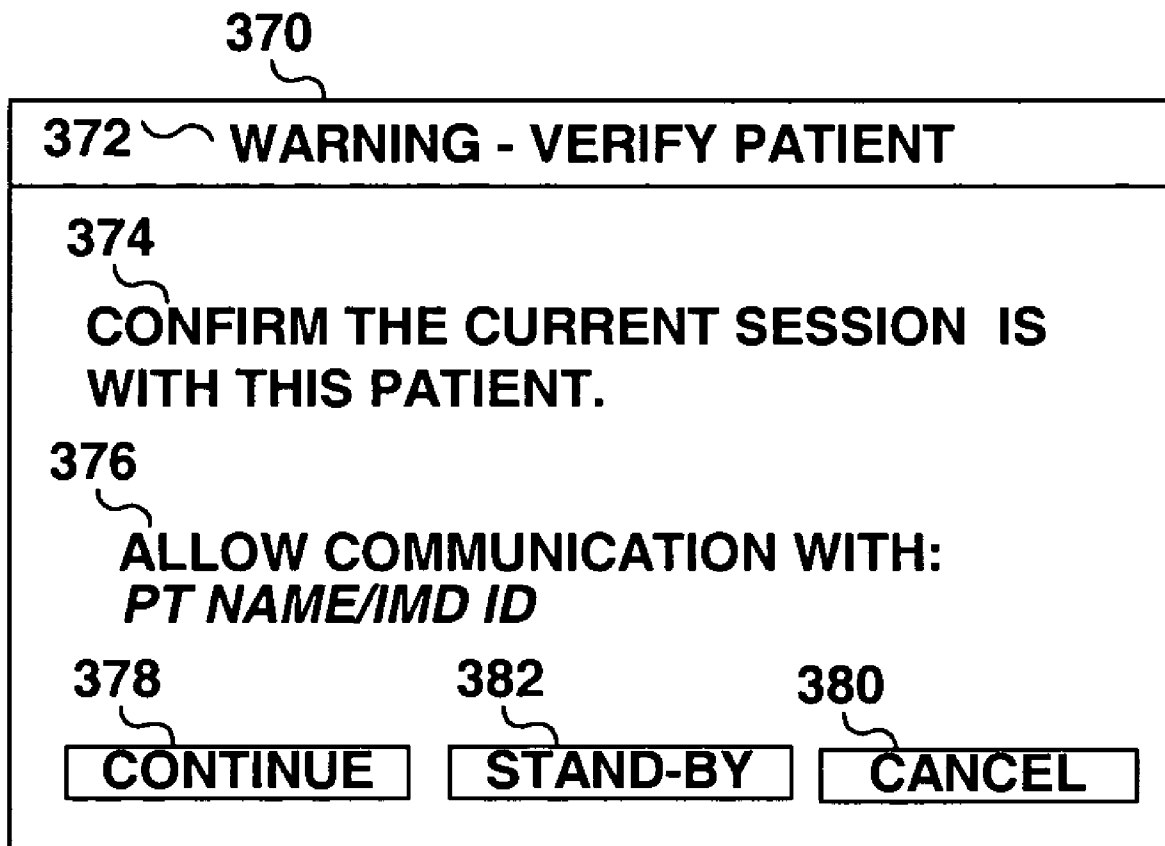 370
372 WARNING - VERIFY PATIENT
374
CONFIRM THE CURRENT SESSION IS
WITH THIS PATIENT.
376
ALLOW COMMUNICATION WITH:
PT NAME/IMD ID
378 382 380
CONTINUE STAND-BY CANCEL